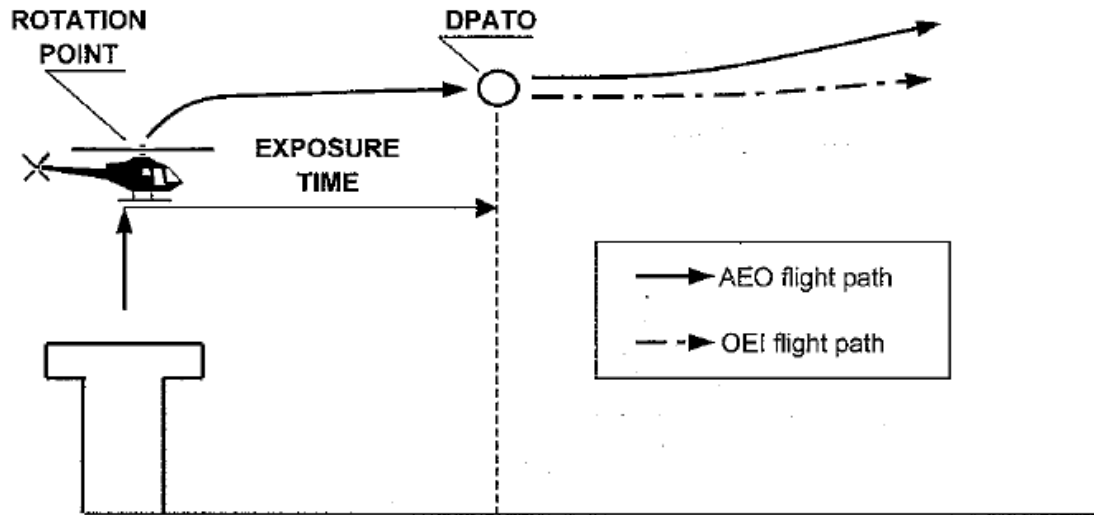 ROTATION
POINT
DPATO
EXPOSURE
TIME
AEO flight path
OEI flight path